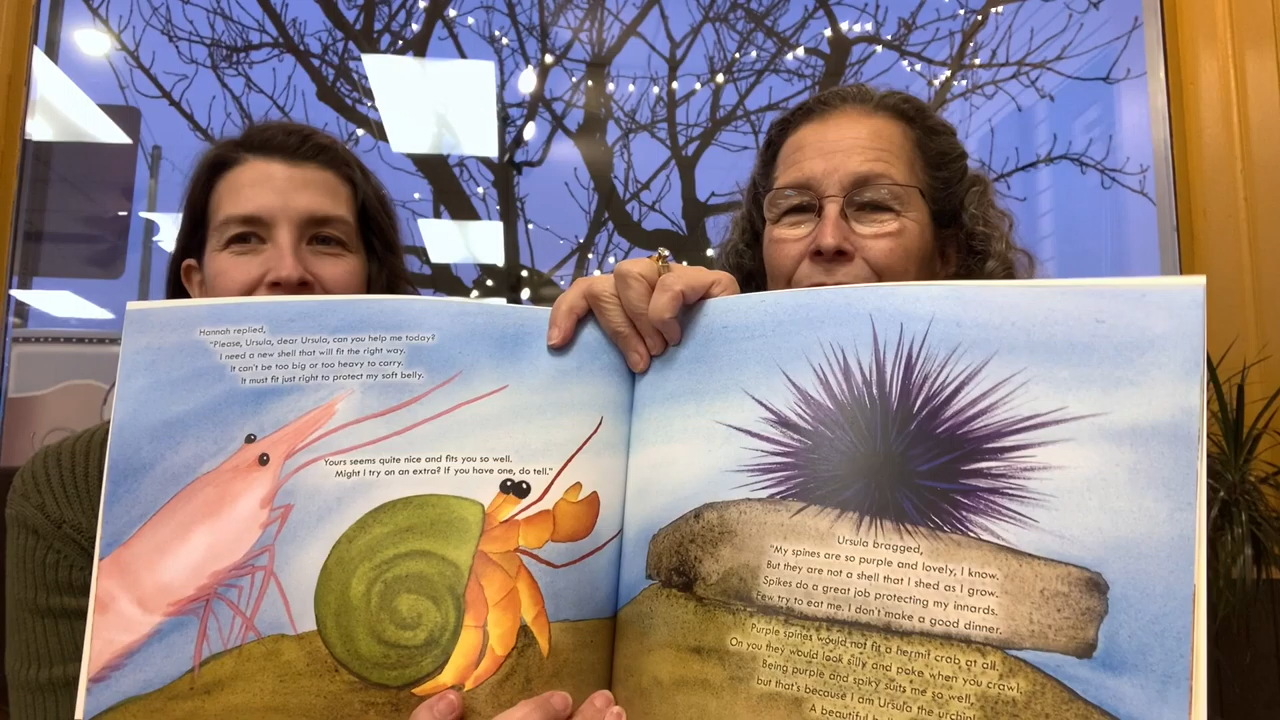 Hannah replied,
"Please, Ursula, dear Ursula, can you help me today?
I need a new shell that will fit the right way.
It can't be too big or too heavy to carry.
It must fit just right to protect my soft belly.
Yours seems quite nice and fits you so well.
Might I try on an extra? If you have one, do tell."
Ursula bragged,
"My spines are so purple and lovely, I know.
But they are not a shell that I shed as I grow.
Spikes do a great job protecting my innards.
Few try to eat me. I don't make a good dinner.
Purple spines would not fit a hermit crab at all.
On you they would look silly and poke when you crawl.
Being purple and spiky suits me so well,
but that's because I am Ursula the urchin!
A beautiful